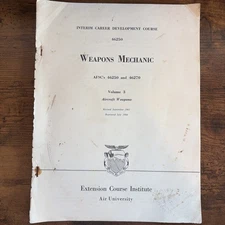 INTERIM CAREER DEVELOPMENT COURSE
46250
WEAPONS MECHANIC
AFSC's 46250 and 46270
Volume 3
Aircraft Weapons
Extension Course Institute
Air University